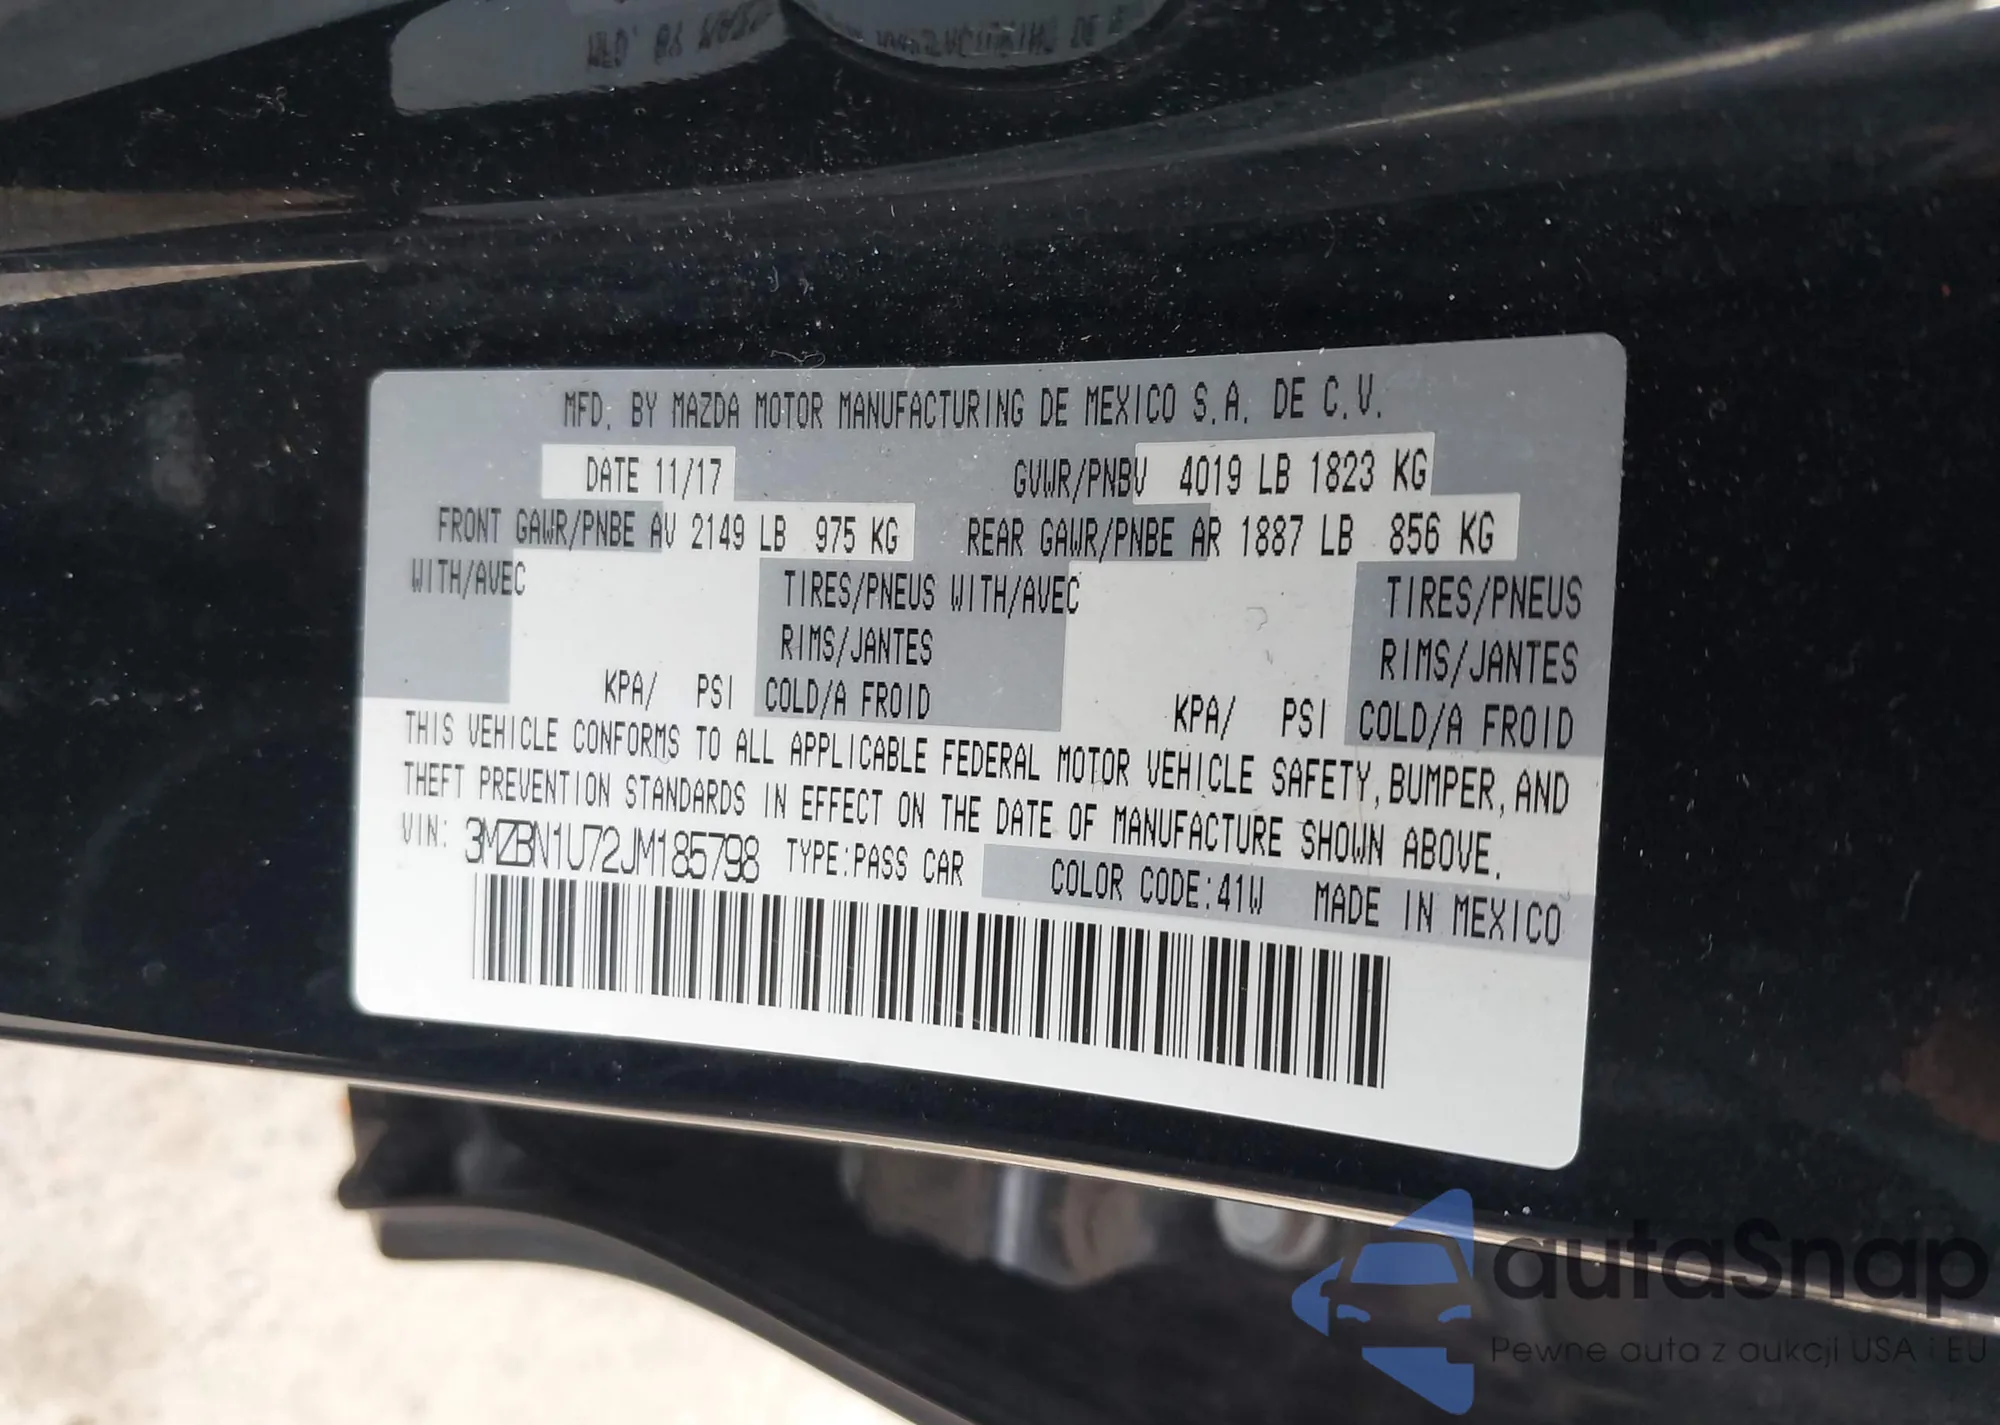 MFD. BY MAZDA MOTOR MANUFACTURING DE MEXICO S.A. DE C.V.
DATE 11/17 GVWR/PNBV 4019 LB 1823 KG
FRONT GAWR/PNBE AV 2149 LB 975 KG REAR GAWR/PNBE AR 1887 LB 856 KG
WITH/AVEC TIRES/PNEUS WITH/AVEC TIRES/PNEUS
RIMS/JANTES RIMS/JANTES
KPA/ PSI COLD/A FROID KPA/ PSI COLD/A FROID
THIS VEHICLE CONFORMS TO ALL APPLICABLE FEDERAL MOTOR VEHICLE SAFETY, BUMPER, AND
THEFT PREVENTION STANDARDS IN EFFECT ON THE DATE OF MANUFACTURE SHOWN ABOVE.
VIN: 3MZBN1U72JM185798 TYPE:PASS CAR COLOR CODE:41W MADE IN MEXICO
autaSnap
Pewne auta z aukcji USA i EU